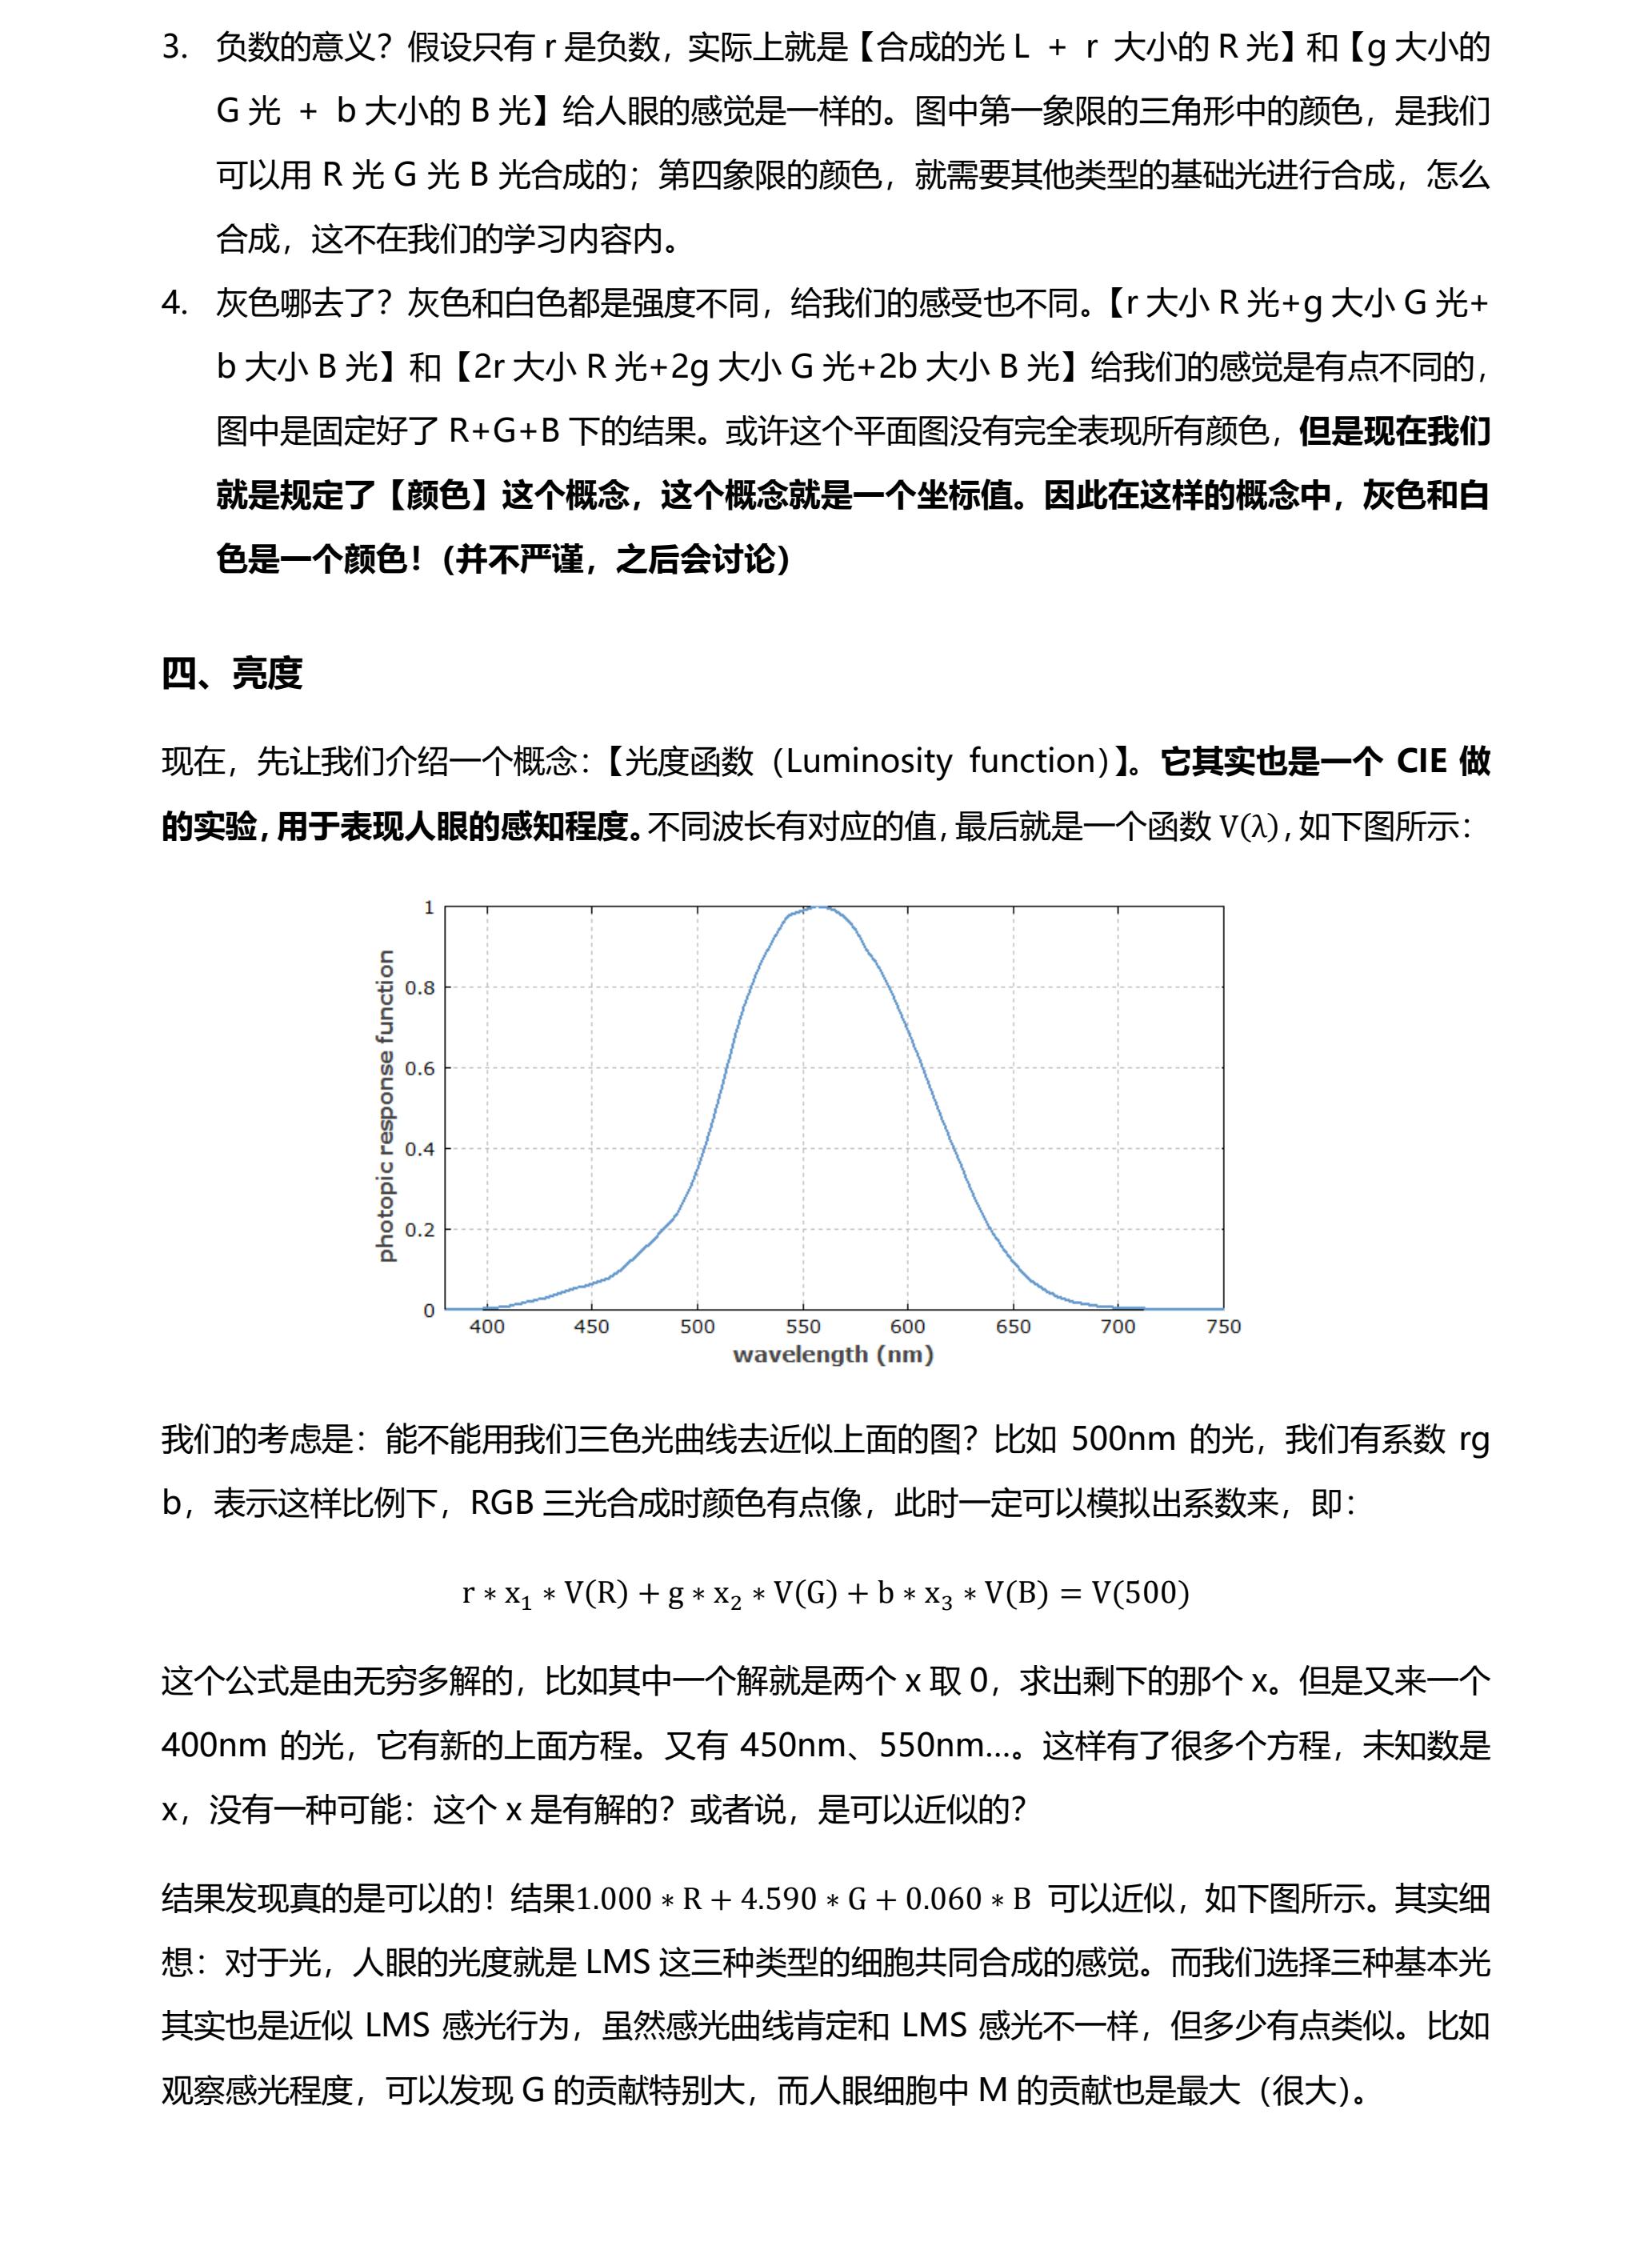 3. 负数的意义？假设只有 r 是负数，实际上就是【合成的光 L + r 大小的 R 光】和【g 大小的
G 光 + b 大小的 B 光】给人眼的感觉是一样的。图中第一象限的三角形中的颜色，是我们
可以用 R 光 G 光 B 光合成的；第四象限的颜色，就需要其他类型的基础光进行合成，怎么
合成，这不在我们的学习内容内。
4. 灰色哪去了？灰色和白色都是强度不同，给我们的感受也不同。【r 大小 R 光+g 大小 G 光+
b 大小 B 光】和【2r 大小 R 光+2g 大小 G 光+2b 大小 B 光】给我们的感觉是有点不同的，
图中是固定好了 R+G+B 下的结果。或许这个平面图没有完全表现所有颜色，但是现在我们
就是规定了【颜色】这个概念，这个概念就是一个坐标值。因此在这样的概念中，灰色和白
色是一个颜色！（并不严谨，之后会讨论）
四、亮度
现在，先让我们介绍一个概念：【光度函数（Luminosity function）】。它其实也是一个 CIE 做
的实验，用于表现人眼的感知程度。不同波长有对应的值，最后就是一个函数 V(λ)，如下图所示：
photopic response function
1
0.8
0.6
0.4
0.2
0
400 450 500 550 600 650 700 750
wavelength (nm)
我们的考虑是：能不能用我们三色光曲线去近似上面的图？比如 500nm 的光，我们有系数 rg
b，表示这样比例下，RGB 三光合成时颜色有点像，此时一定可以模拟出系数来，即：
r ∗ x₁ ∗ V(R) + g ∗ x₂ ∗ V(G) + b ∗ x₃ ∗ V(B) = V(500)
这个公式是由无穷多解的，比如其中一个解就是两个 x 取 0，求出剩下的那个 x。但是又来一个
400nm 的光，它有新的上面方程。又有 450nm、550nm…。这样有了很多个方程，未知数是
x，没有一种可能：这个 x 是有解的？或者说，是可以近似的？
结果发现真的是可以的！结果1.000 ∗ R + 4.590 ∗ G + 0.060 ∗ B 可以近似，如下图所示。其实细
想：对于光，人眼的光度就是 LMS 这三种类型的细胞共同合成的感觉。而我们选择三种基本光
其实也是近似 LMS 感光行为，虽然感光曲线肯定和 LMS 感光不一样，但多少有点类似。比如
观察感光程度，可以发现 G 的贡献特别大，而人眼细胞中 M 的贡献也是最大（很大）。